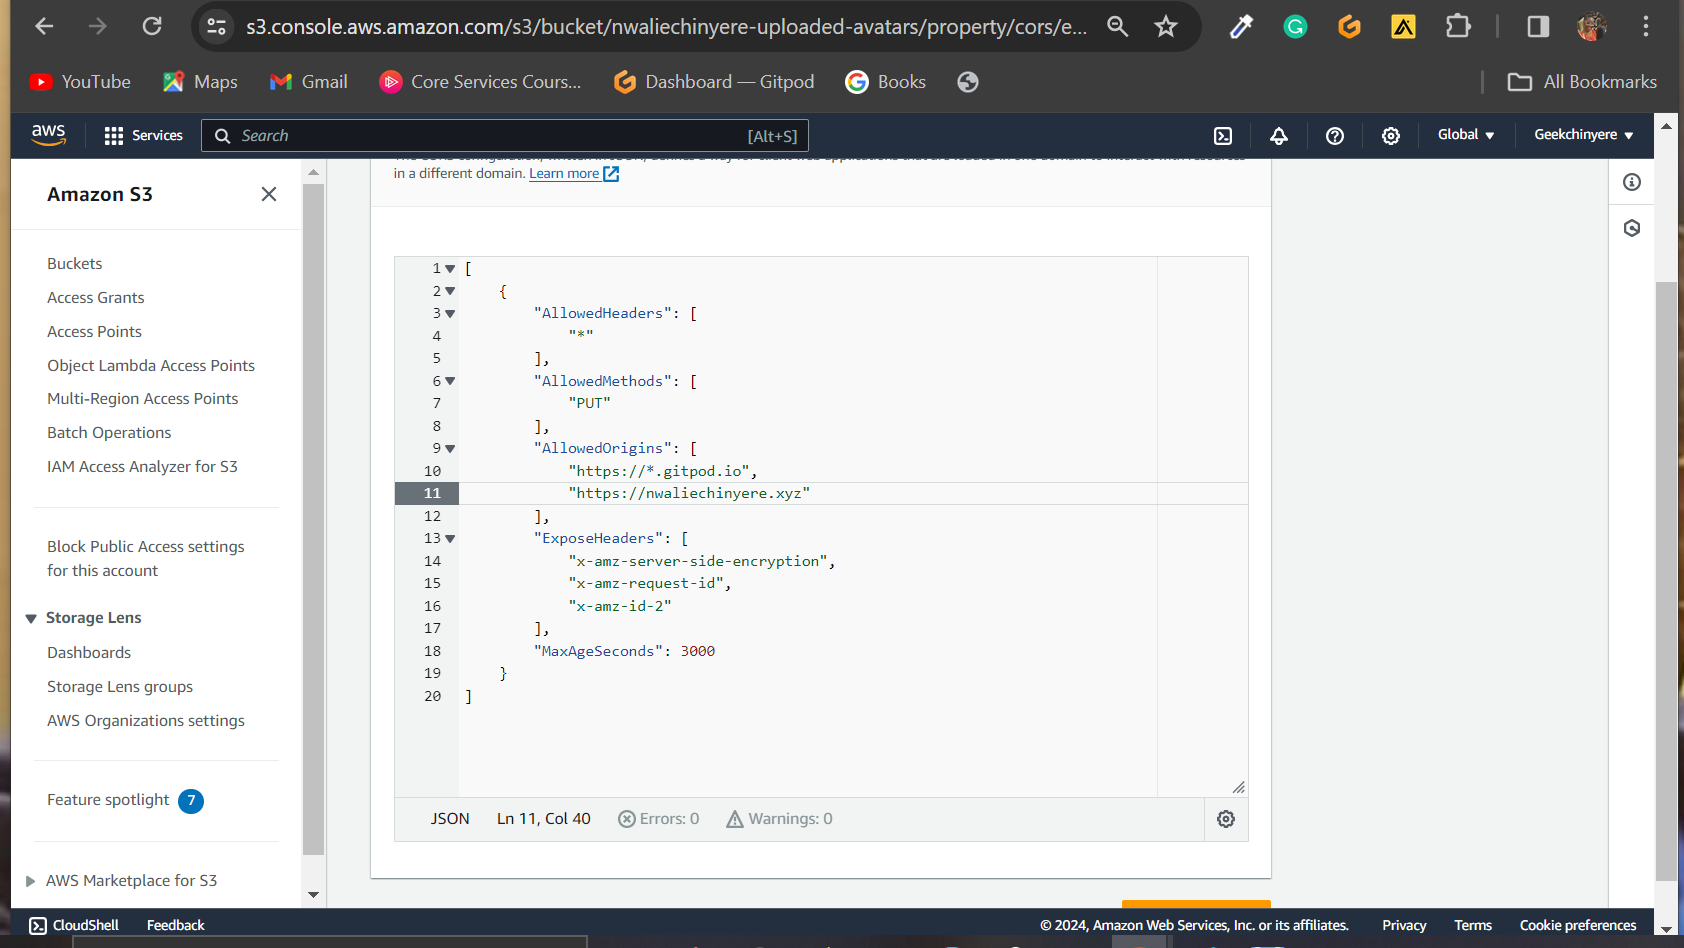 s3.console.aws.amazon.com/s3/bucket/nwaliechinyere-uploaded-avatars/property/cors/e...
YouTube Maps Gmail Core Services Cours... Dashboard — Gitpod Books All Bookmarks
aws Services Search [Alt+S] Global Geekchinyere
Amazon S3
Buckets
Access Grants
Access Points
Object Lambda Access Points
Multi-Region Access Points
Batch Operations
IAM Access Analyzer for S3
Block Public Access settings
for this account
Storage Lens
Dashboards
Storage Lens groups
AWS Organizations settings
Feature spotlight 7
AWS Marketplace for S3
in a different domain. Learn more
1 [
2 {
3 "AllowedHeaders": [
4 "*"
5 ],
6 "AllowedMethods": [
7 "PUT"
8 ],
9 "AllowedOrigins": [
10 "https://*.gitpod.io",
11 "https://nwaliechinyere.xyz"
12 ],
13 "ExposeHeaders": [
14 "x-amz-server-side-encryption",
15 "x-amz-request-id",
16 "x-amz-id-2"
17 ],
18 "MaxAgeSeconds": 3000
19 }
20 ]
JSON Ln 11, Col 40 Errors: 0 Warnings: 0
CloudShell Feedback © 2024, Amazon Web Services, Inc. or its affiliates. Privacy Terms Cookie preferences